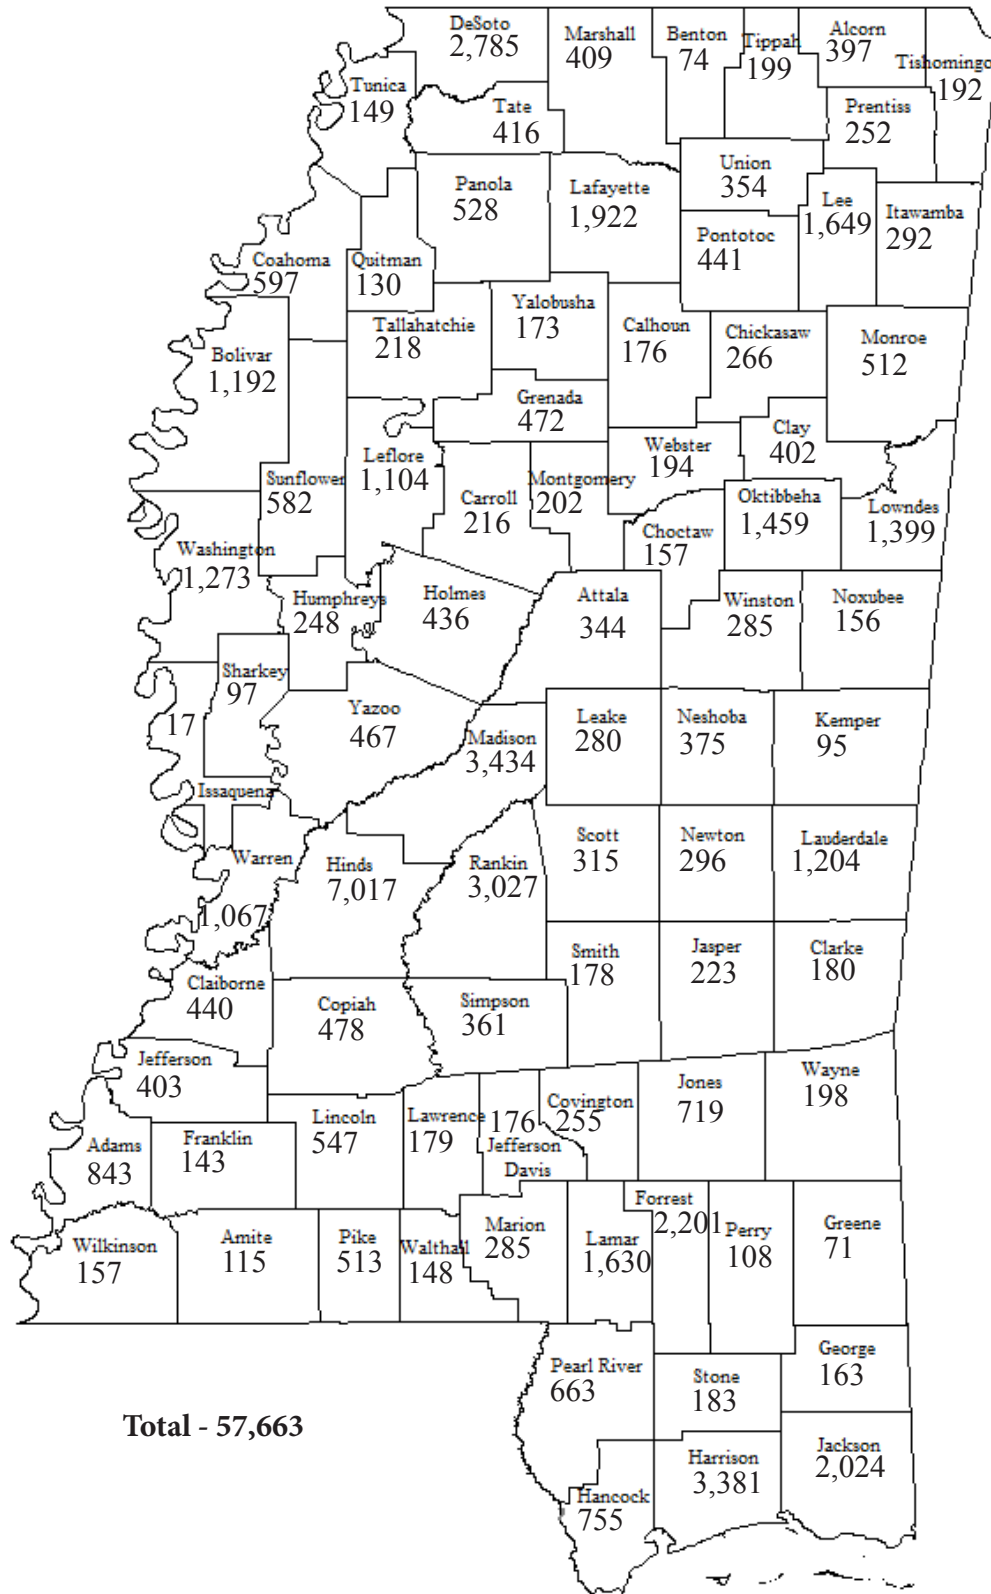 DeSoto
2,785
Marshall
409
Benton
74
Tippah
199
Alcorn
397
Tishomingo
192
Tunica
149
Tate
416
Prentiss
252
Panola
528
Lafayette
1,922
Union
354
Lee
1,649
Itawamba
292
Pontotoc
441
Coahoma
597
Quitman
130
Tallahatchie
218
Yalobusha
173
Calhoun
176
Chickasaw
266
Monroe
512
Bolivar
1,192
Grenada
472
Clay
402
Webster
194
Leflore
1,104
Sunflower
582
Carroll
216
Montgomery
202
Choctaw
157
Oktibbeha
1,459
Lowndes
1,399
Washington
1,273
Humphreys
248
Holmes
436
Attala
344
Winston
285
Noxubee
156
Sharkey
97
17
Issaquena
Yazoo
467
Madison
3,434
Leake
280
Neshoba
375
Kemper
95
Warren
1,067
Hinds
7,017
Rankin
3,027
Scott
315
Newton
296
Lauderdale
1,204
Smith
178
Jasper
223
Clarke
180
Claiborne
440
Copiah
478
Simpson
361
Jefferson
403
Lincoln
547
Lawrence
179
176
Jefferson
Davis
Covington
255
Jones
719
Wayne
198
Adams
843
Franklin
143
Wilkinson
157
Amite
115
Pike
513
Walthall
148
Marion
285
Lamar
1,630
Forrest
2,201
Perry
108
Greene
71
Pearl River
663
Stone
183
George
163
Total - 57,663
Hancock
755
Harrison
3,381
Jackson
2,024